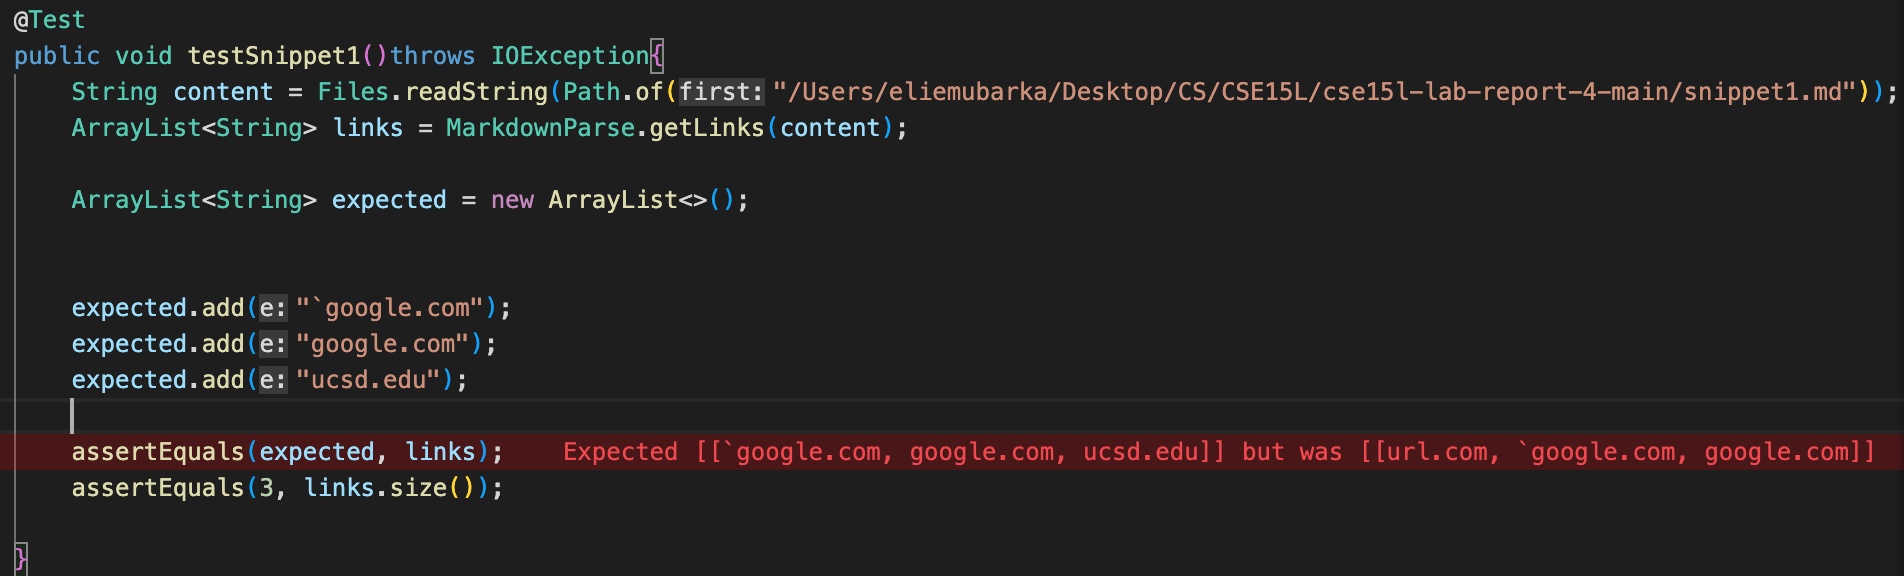 @Test
public void testSnippet1()throws IOException{
String content = Files.readString(Path.of(first: "/Users/eliemubarka/Desktop/CS/CSE15L/cse15l-lab-report-4-main/snippet1.md"));
ArrayList<String> links = MarkdownParse.getLinks(content);
ArrayList<String> expected = new ArrayList<>();
expected.add(e: "`google.com");
expected.add(e: "google.com");
expected.add(e: "ucsd.edu");
assertEquals(expected, links); Expected [[`google.com, google.com, ucsd.edu]] but was [[url.com, `google.com, google.com]]
assertEquals(3, links.size());
}